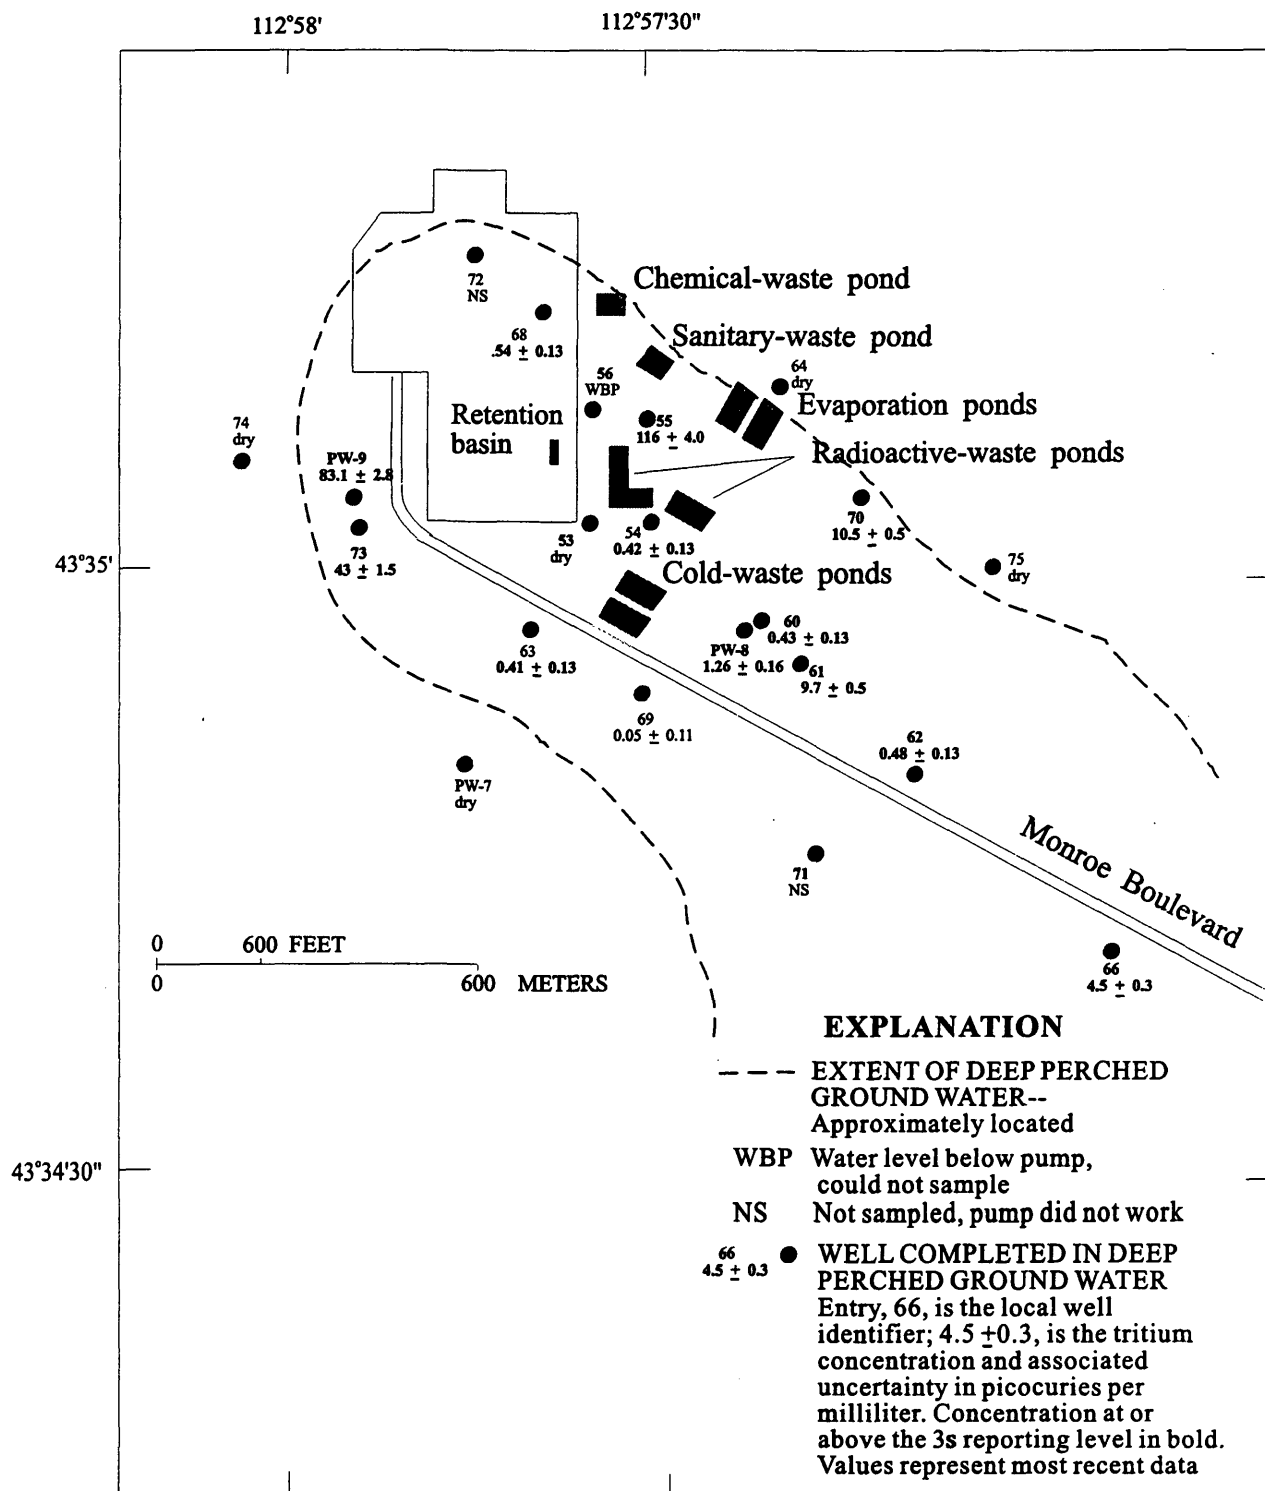 112°58' 112°57'30"
Chemical-waste pond
72
NS
68
.54 ± 0.13
Sanitary-waste pond
56
WBP
64
dry
Evaporation ponds
Retention
basin
55
116 ± 4.0
74
dry
PW-9
83.1 ± 2.8
Radioactive-waste ponds
70
10.5 ± 0.5
53
dry
54
0.42 ± 0.13
73
43 ± 1.5
43°35'
75
dry
Cold-waste ponds
60
0.43 ± 0.13
63
0.41 ± 0.13
PW-8
1.26 ± 0.16
61
9.7 ± 0.5
69
0.05 ± 0.11
62
0.48 ± 0.13
PW-7
dry
71
NS
Monroe Boulevard
0 600 FEET
0 600 METERS
66
4.5 ± 0.3
EXPLANATION
EXTENT OF DEEP PERCHED
GROUND WATER--
Approximately located
43°34'30"
WBP Water level below pump,
could not sample
NS Not sampled, pump did not work
66
4.5 ± 0.3
WELL COMPLETED IN DEEP
PERCHED GROUND WATER
Entry, 66, is the local well
identifier; 4.5 ±0.3, is the tritium
concentration and associated
uncertainty in picocuries per
milliliter. Concentration at or
above the 3s reporting level in bold.
Values represent most recent data